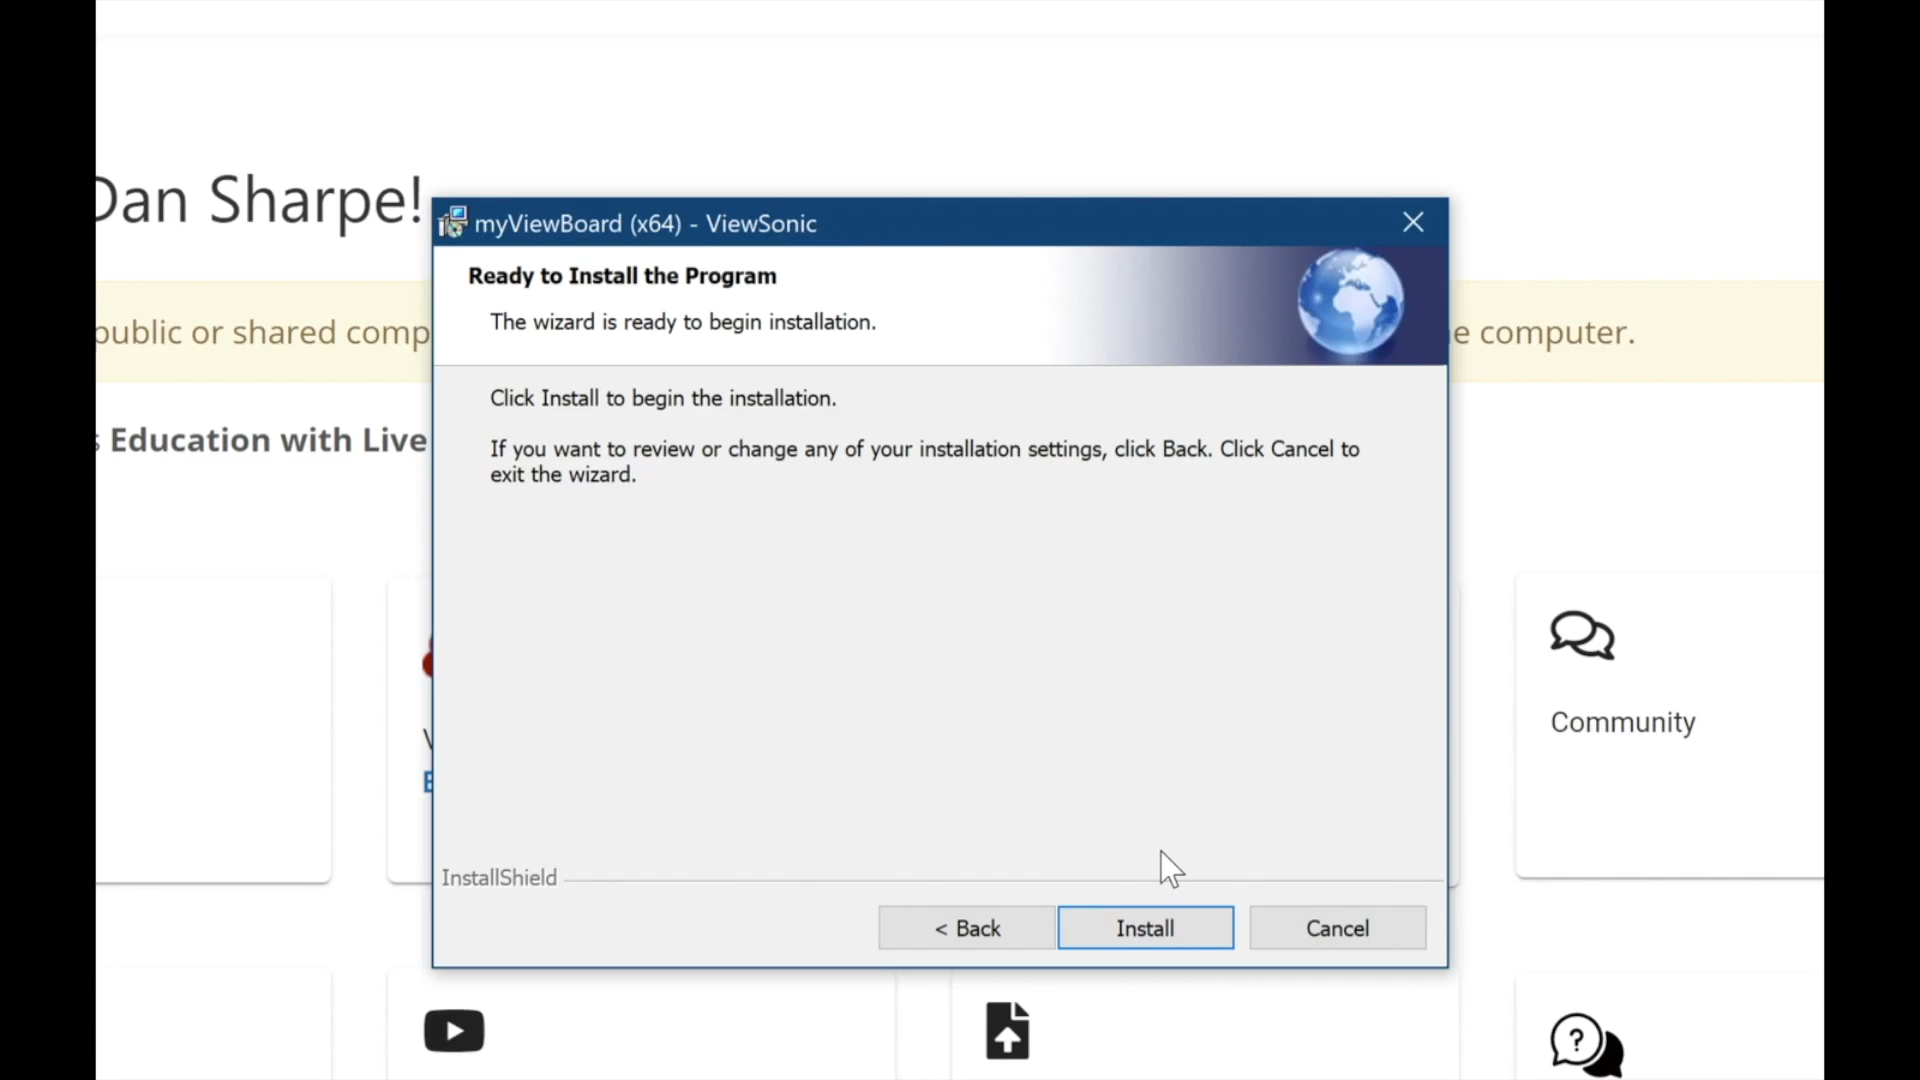 Dan Sharpe!
myViewBoard (x64) - ViewSonic
Ready to Install the Program
The wizard is ready to begin installation.
public or shared comp
e computer.
Click Install to begin the installation.
Education with Live
If you want to review or change any of your installation settings, click Back. Click Cancel to
exit the wizard.
Community
InstallShield
< Back
Install
Cancel
?